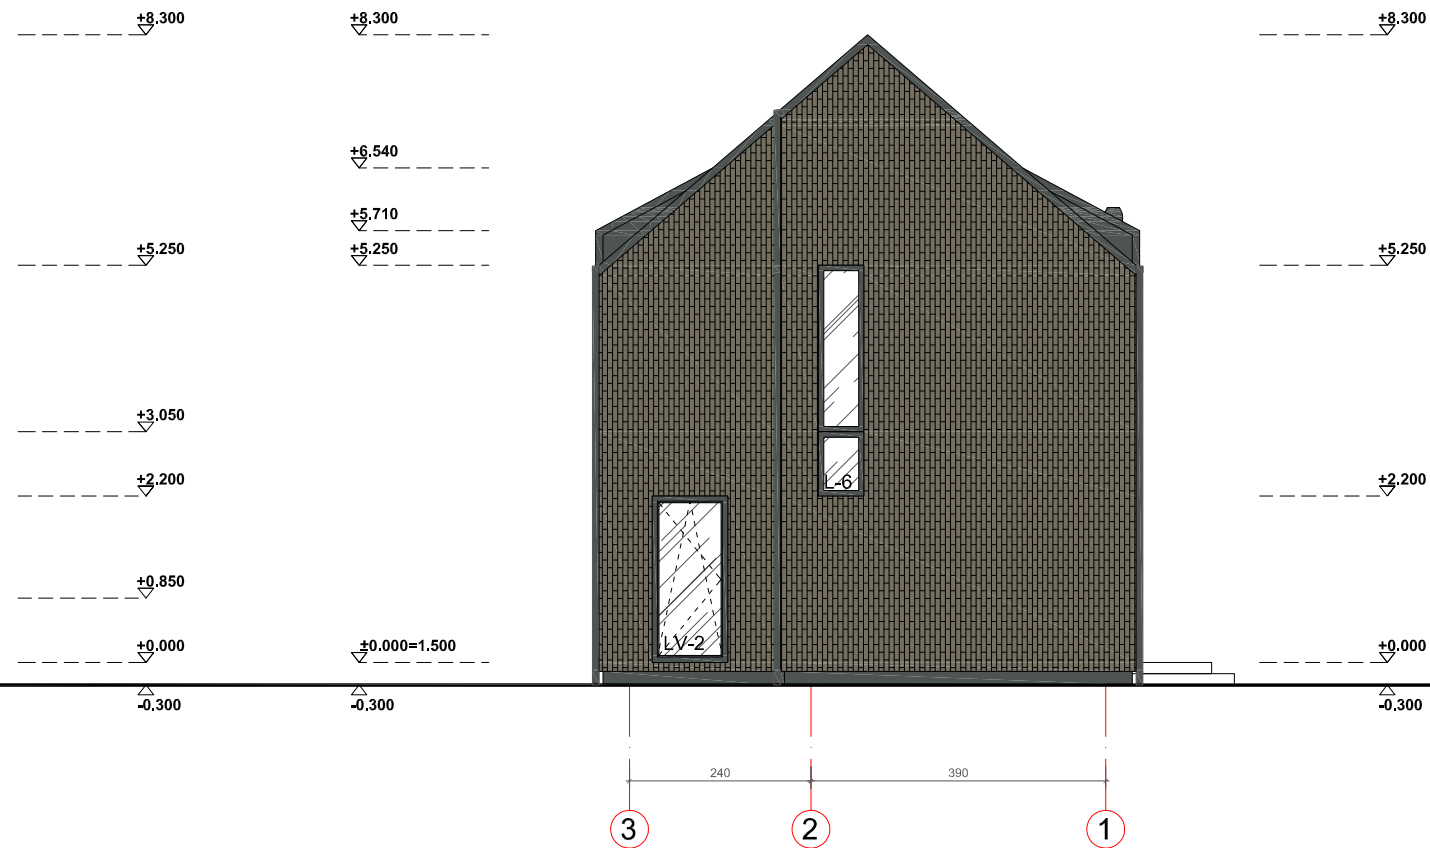 +8.300 +8.300 +8.300
+6.540
+5.710
+5.250 +5.250 +5.250
+3.050
+2.200 L-6 +2.200
+0.850
+0.000 ±0.000=1.500 LV-2 +0.000
-0.300 -0.300 -0.300
240 390
3 2 1